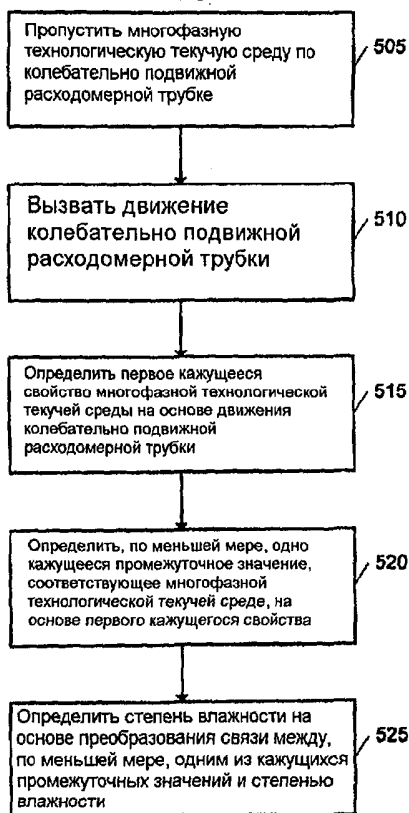 Пропустить многофазную
технологическую текучую среду по
колебательно подвижной
расходомерной трубке
505
Вызвать движение
колебательно подвижной
расходомерной трубки
510
Определить первое кажущееся
свойство многофазной технологической
текучей среды на основе движения
колебательно подвижной
расходомерной трубки
515
Определить, по меньшей мере, одно
кажущееся промежуточное значение,
соответствующее многофазной
технологической текучей среде, на
основе первого кажущегося свойства
520
Определить степень влажности на
основе преобразования связи между,
по меньшей мере, одним из кажущихся
промежуточных значений и степенью
влажности
525